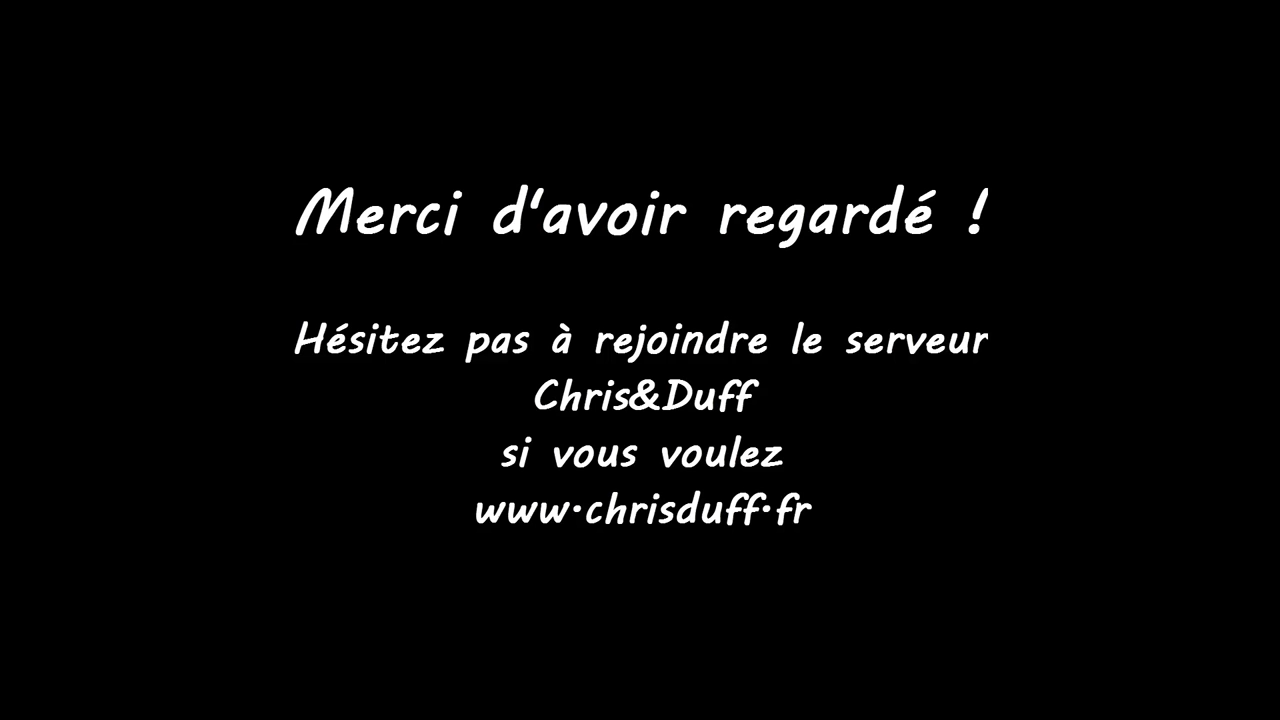 Merci d'avoir regardé !
Hésitez pas à rejoindre le serveur
Chris&Duff
si vous voulez
www.chrisduff.fr